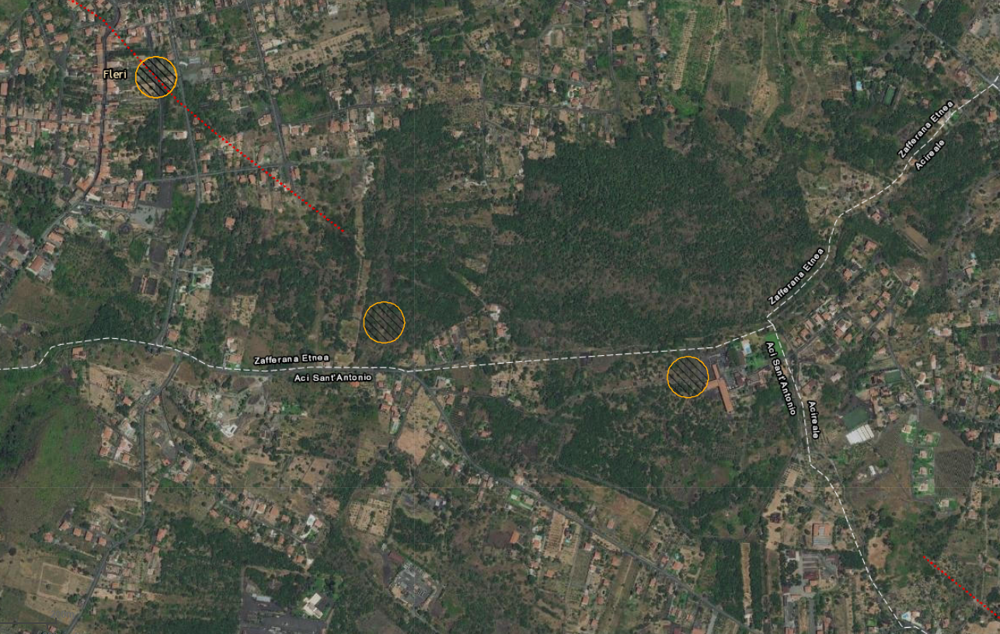 Fleri
Zafferana Etnea
Acireale
Zafferana Etnea
Zafferana Etnea
Aci Sant'Antonio
Aci Sant'Antonio
Acireale